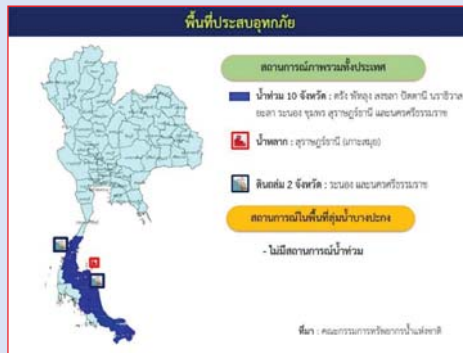 พื้นที่ประสบอุทกภัย
สถานการณ์ภาพรวมทั้งประเทศ
น้ำท่วม 10 จังหวัด : ตรัง พัทลุง สงขลา ปัตตานี นราธิวาส
ยะลา ระนอง ชุมพร สุราษฎร์ธานี และนครศรีธรรมราช
น้ำหลาก : สุราษฎร์ธานี (เกาะสมุย)
ดินถล่ม 2 จังหวัด : ระนอง และนครศรีธรรมราช
สถานการณ์ในพื้นที่ลุ่มน้ำบางปะกง
- ไม่มีสถานการณ์น้ำท่วม
ที่มา : คณะกรรมการทรัพยากรน้ำแห่งชาติ